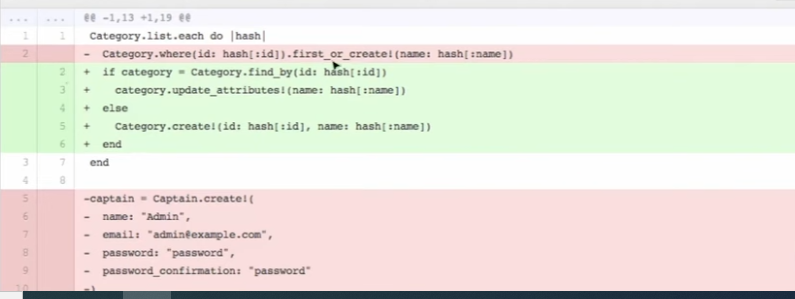 ... ... @@ -1,13 +1,19 @@
1 1 Category.list.each do |hash|
2 - Category.where(id: hash[:id]).first_or_create!(name: hash[:name])
2 + if category = Category.find_by(id: hash[:id])
3 + category.update_attributes!(name: hash[:name])
4 + else
5 + Category.create!(id: hash[:id], name: hash[:name])
6 + end
3 7 end
4 8
5 -captain = Captain.create!(
6 - name: "Admin",
7 - email: "admin@example.com",
8 - password: "password",
9 - password_confirmation: "password"
10 -)